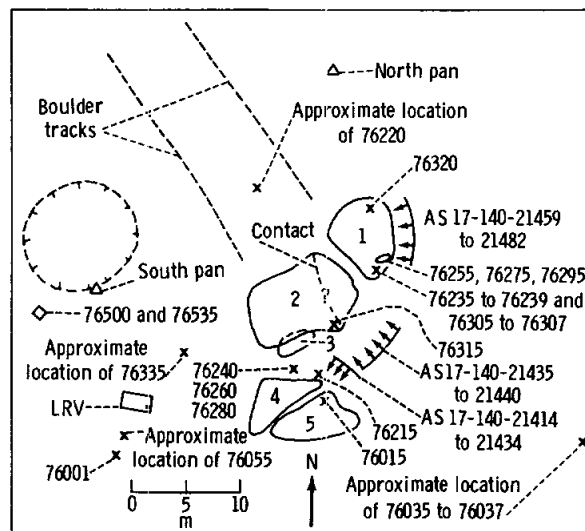 North pan
Boulder
tracks
Approximate location
of 76220
76320
Contact
1
AS 17-140-21459
to 21482
76255, 76275, 76295
South pan
2
?
76235 to 76239 and
76305 to 76307
76500 and 76535
3
76315
Approximate
location of 76335
76240
76260
76280
AS17-140-21435
to 21440
LRV
4
5
AS 17-140-21414
to 21434
76215
Approximate
location of 76055
76015
76001
N
0 5 10
m
Approximate location
of 76035 to 76037